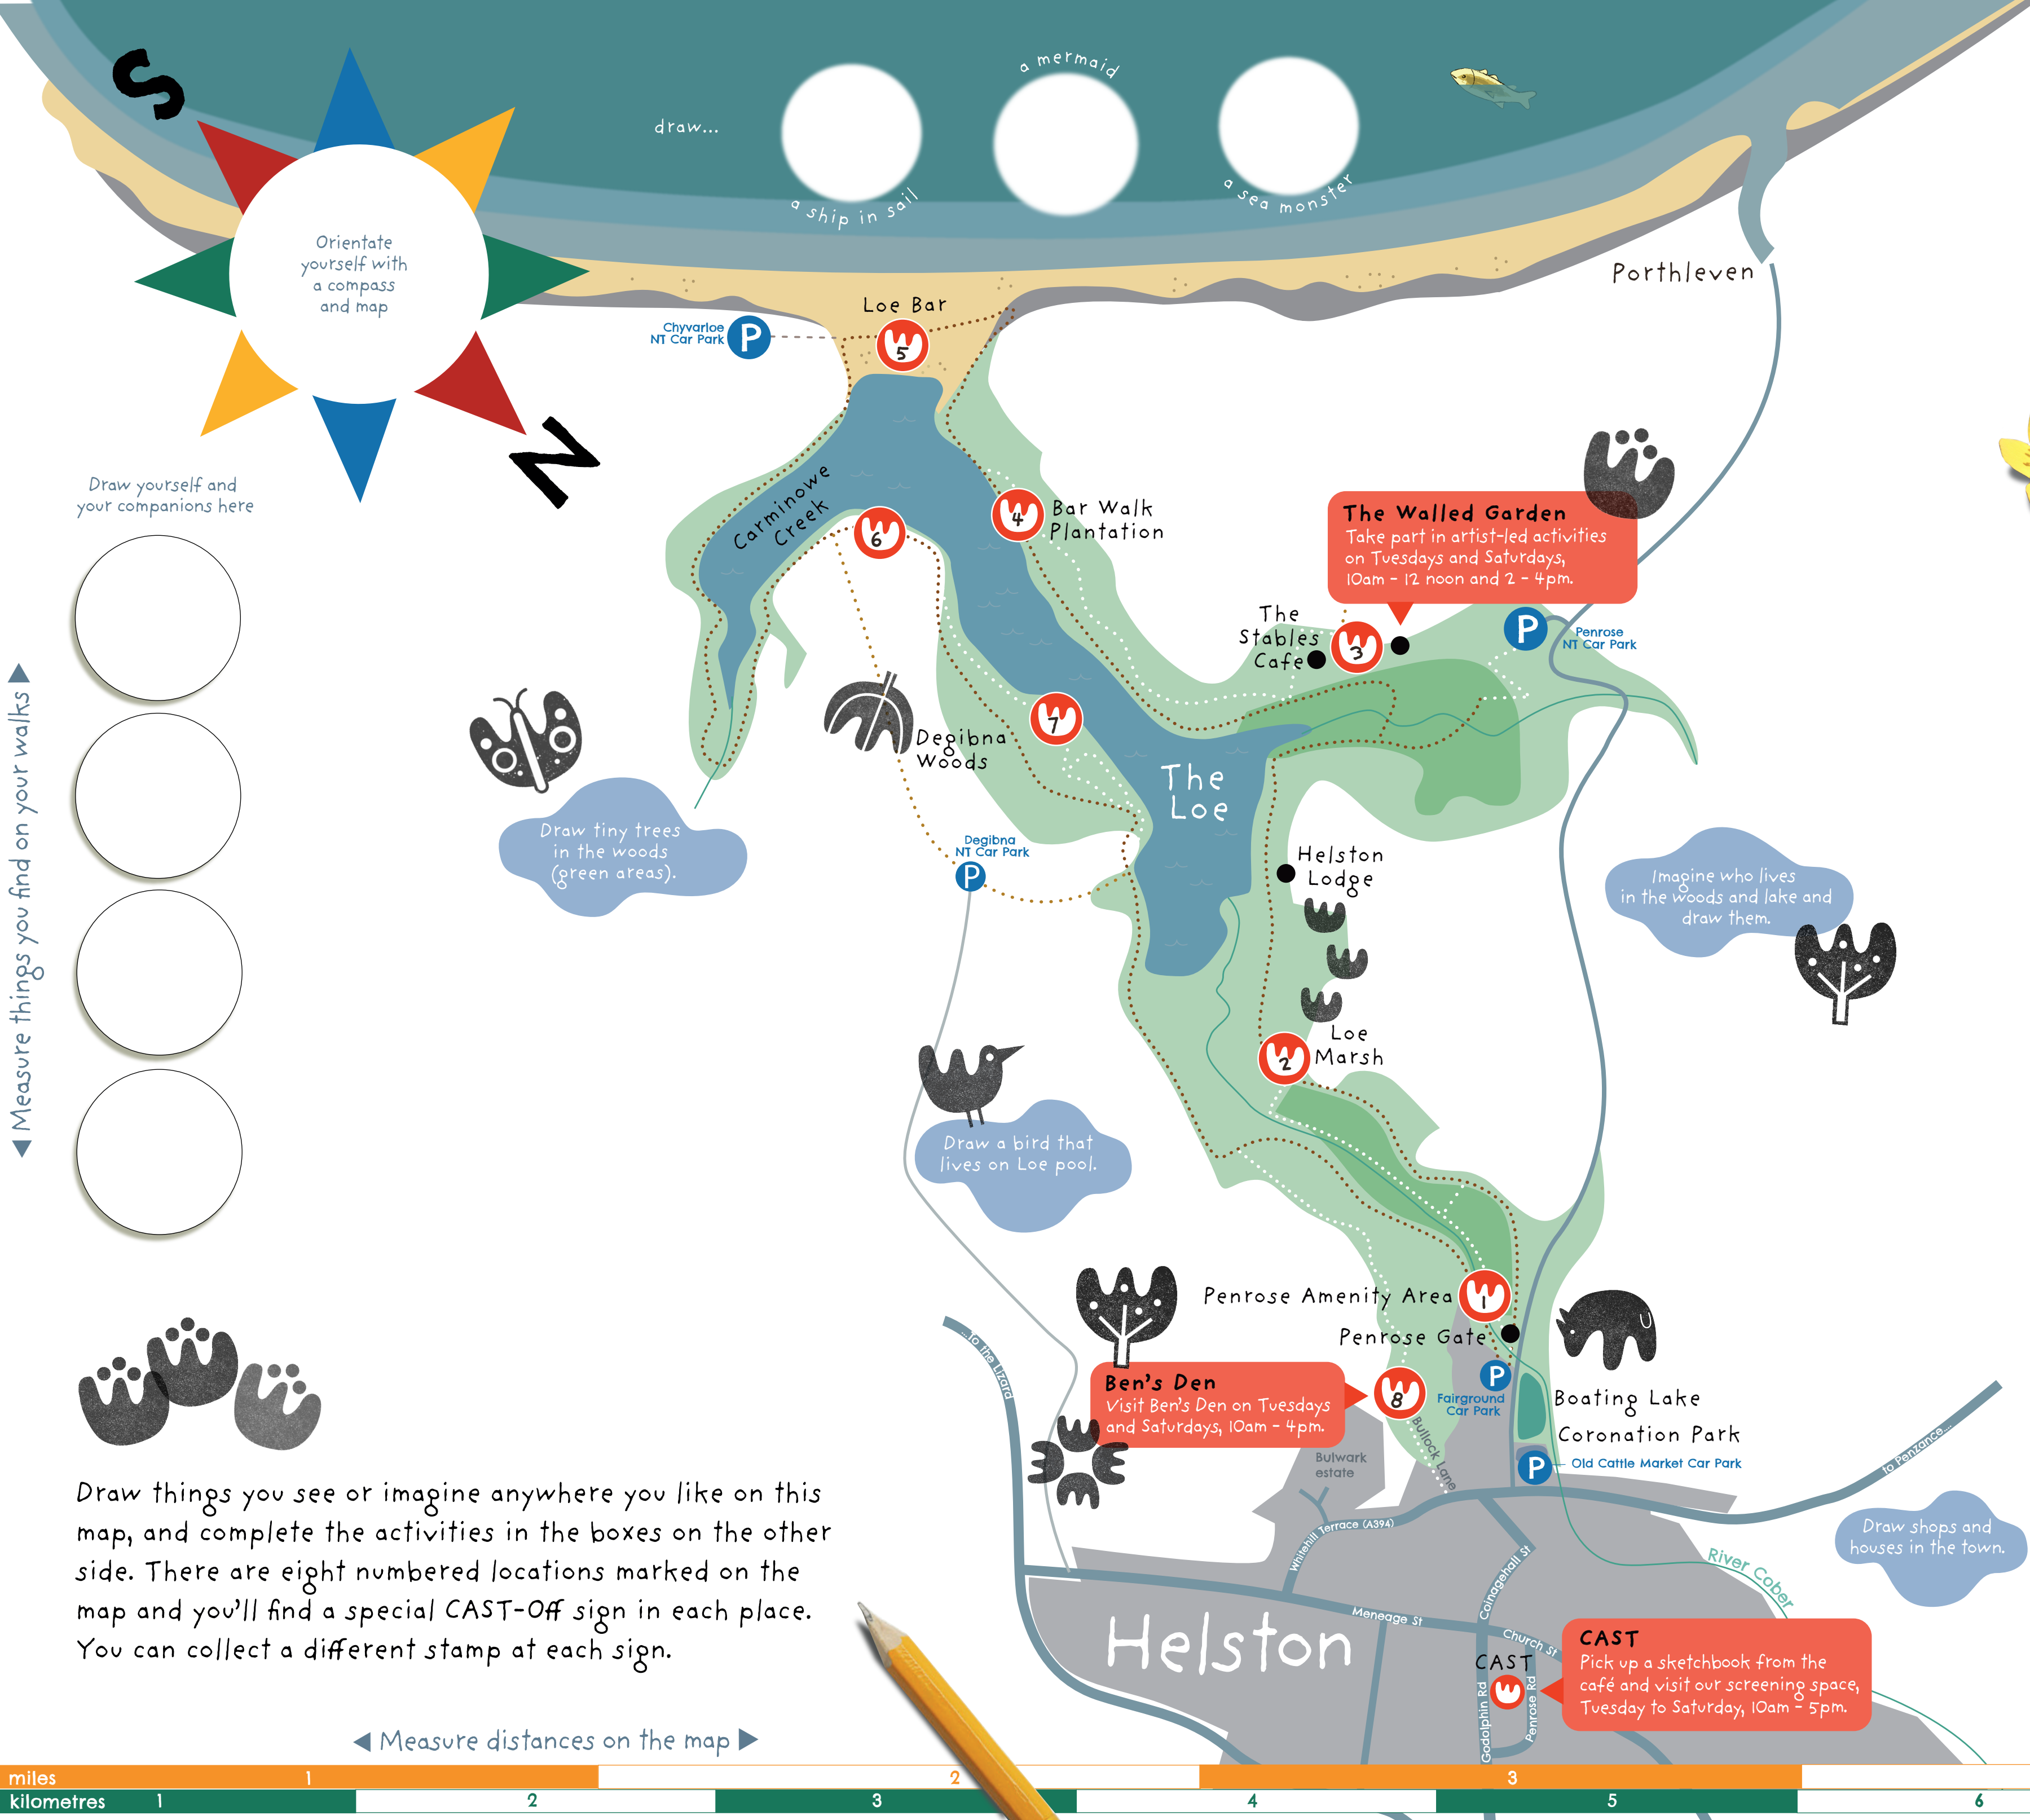 S
N
Orientate
yourself with
a compass
and map
draw...
a ship in sail
a mermaid
a sea monster
Porthleven
Loe Bar
5
Chyvarloe
NT Car Park
P
Carminowe
Creek
6
4
Bar Walk
Plantation
The Walled Garden
Take part in artist-led activities
on Tuesdays and Saturdays,
10am - 12 noon and 2 - 4pm.
The
Stables
Cafe
3
P
Penrose
NT Car Park
Draw yourself and
your companions here
Measure things you find on your walks
7
Degibna
Woods
The
Loe
Draw tiny trees
in the woods
(green areas).
Degibna
NT Car Park
P
Helston
Lodge
Imagine who lives
in the woods and lake and
draw them.
2
Loe
Marsh
Draw a bird that
lives on Loe pool.
Penrose Amenity Area
1
Penrose Gate
...to the Lizard
Ben's Den
Visit Ben's Den on Tuesdays
and Saturdays, 10am - 4pm.
8
P
Fairground
Car Park
Boating Lake
Coronation Park
P
Old Cattle Market Car Park
Bullock Lane
Bulwark
estate
to Penzance...
Whitehill Terrace (A394)
Coinagehall St
Draw shops and
houses in the town.
River Cober
Meneage St
Church St
Helston
CAST
Godolphin Rd
Penrose Rd
CAST
Pick up a sketchbook from the
café and visit our screening space,
Tuesday to Saturday, 10am - 5pm.
Draw things you see or imagine anywhere you like on this
map, and complete the activities in the boxes on the other
side. There are eight numbered locations marked on the
map and you'll find a special CAST-Off sign in each place.
You can collect a different stamp at each sign.
Measure distances on the map
miles 1 2 3
kilometres 1 2 3 4 5 6